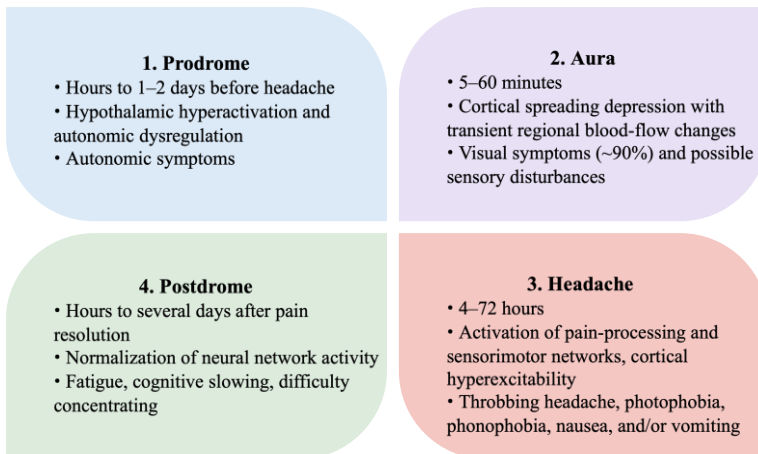 1. Prodrome
• Hours to 1–2 days before headache
• Hypothalamic hyperactivation and
autonomic dysregulation
• Autonomic symptoms
2. Aura
• 5–60 minutes
• Cortical spreading depression with
transient regional blood-flow changes
• Visual symptoms (~90%) and possible
sensory disturbances
4. Postdrome
• Hours to several days after pain
resolution
• Normalization of neural network activity
• Fatigue, cognitive slowing, difficulty
concentrating
3. Headache
• 4–72 hours
• Activation of pain-processing and
sensorimotor networks, cortical
hyperexcitability
• Throbbing headache, photophobia,
phonophobia, nausea, and/or vomiting